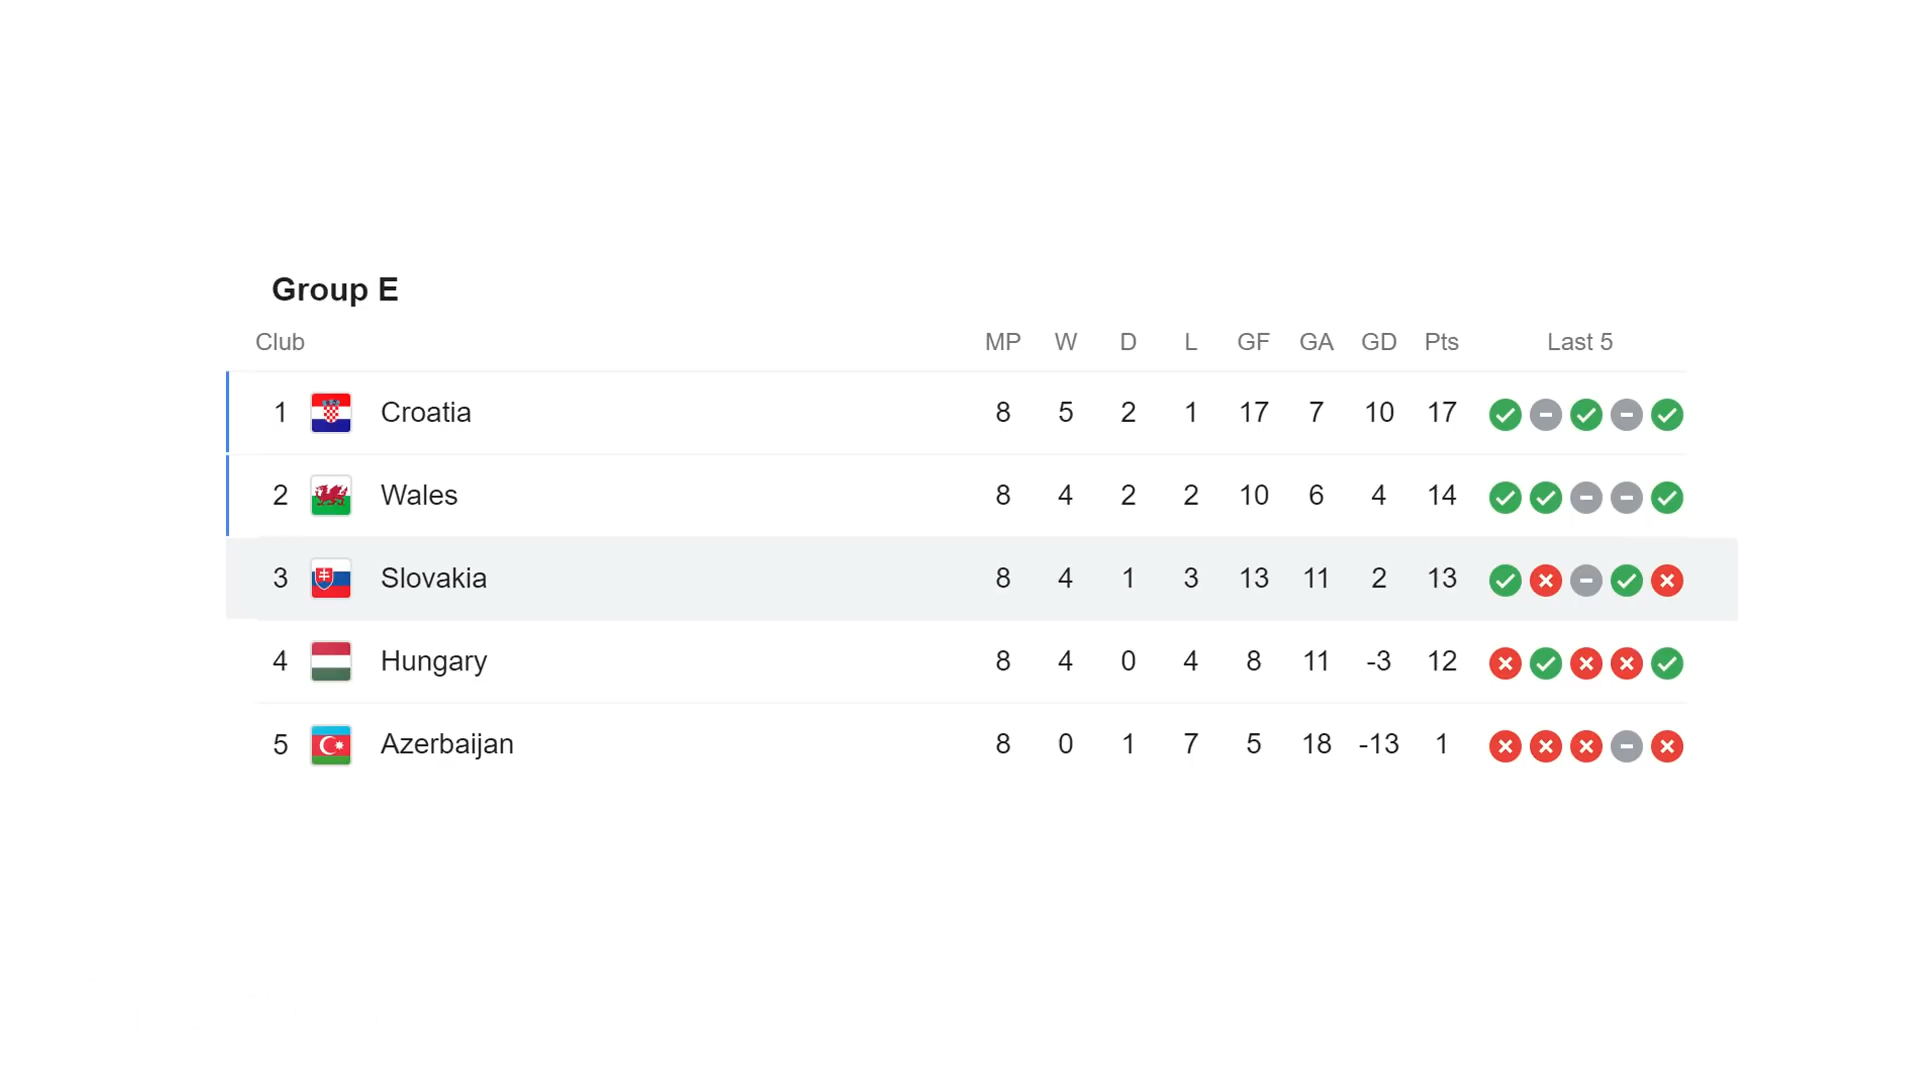 Group E
Club MP W D L GF GA GD Pts Last 5
1 Croatia 8 5 2 1 17 7 10 17
2 Wales 8 4 2 2 10 6 4 14
3 Slovakia 8 4 1 3 13 11 2 13
4 Hungary 8 4 0 4 8 11 -3 12
5 Azerbaijan 8 0 1 7 5 18 -13 1